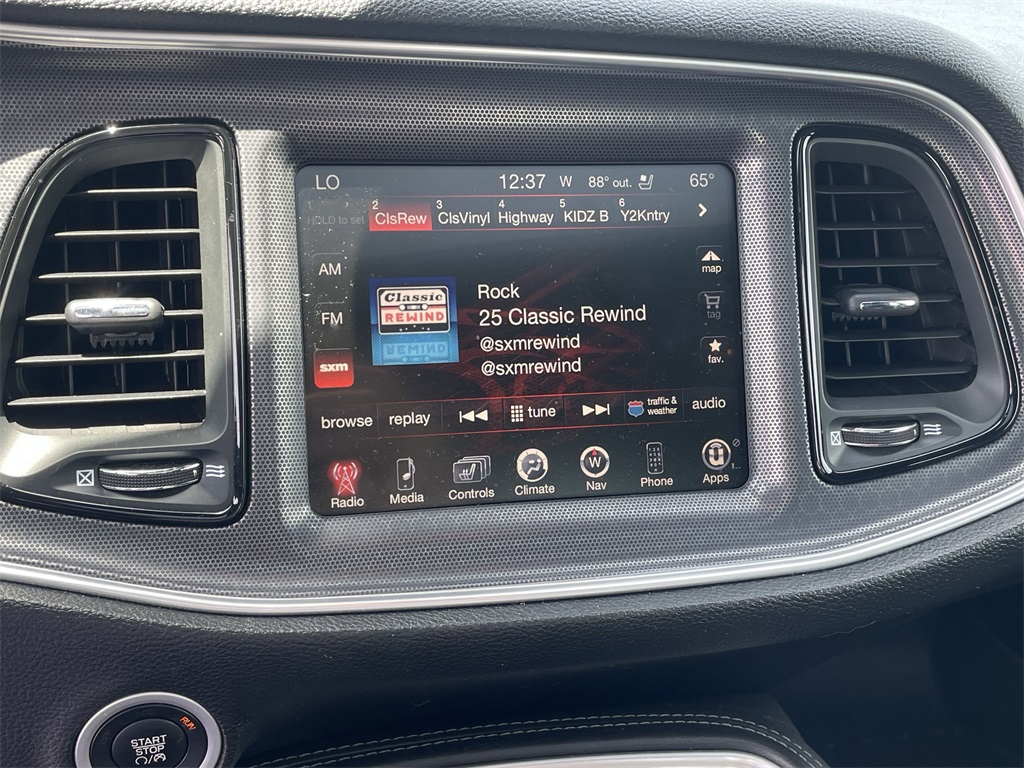 LO 12:37 W 88° out. 65°
HOLD to set 2 ClsRew 3 ClsVinyl 4 Highway 5 KIDZ B 6 Y2Kntry
AM
FM
sxm
Classic
REWIND
Rock
25 Classic Rewind
@sxmrewind
@sxmrewind
map
tag
fav.
browse replay tune traffic & weather audio
Radio Media Controls Climate Nav Phone Apps
W
RUN
START
STOP